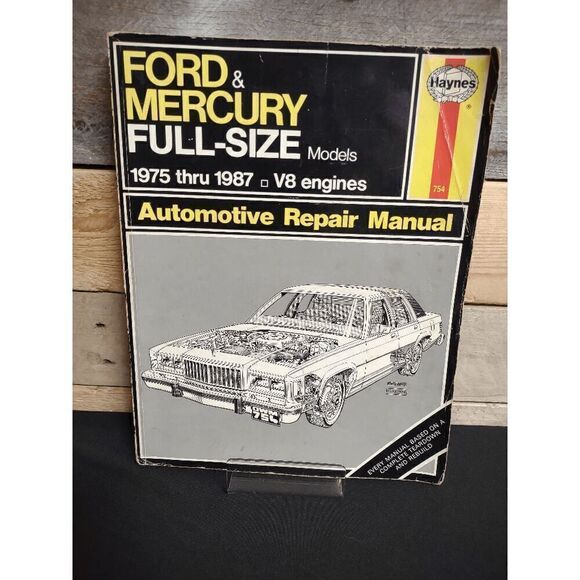 FORD &
MERCURY
FULL-SIZE Models
1975 thru 1987 □ V8 engines
Haynes
®
754
Automotive Repair Manual
EVERY MANUAL BASED ON A
COMPLETE TEARDOWN
AND REBUILD